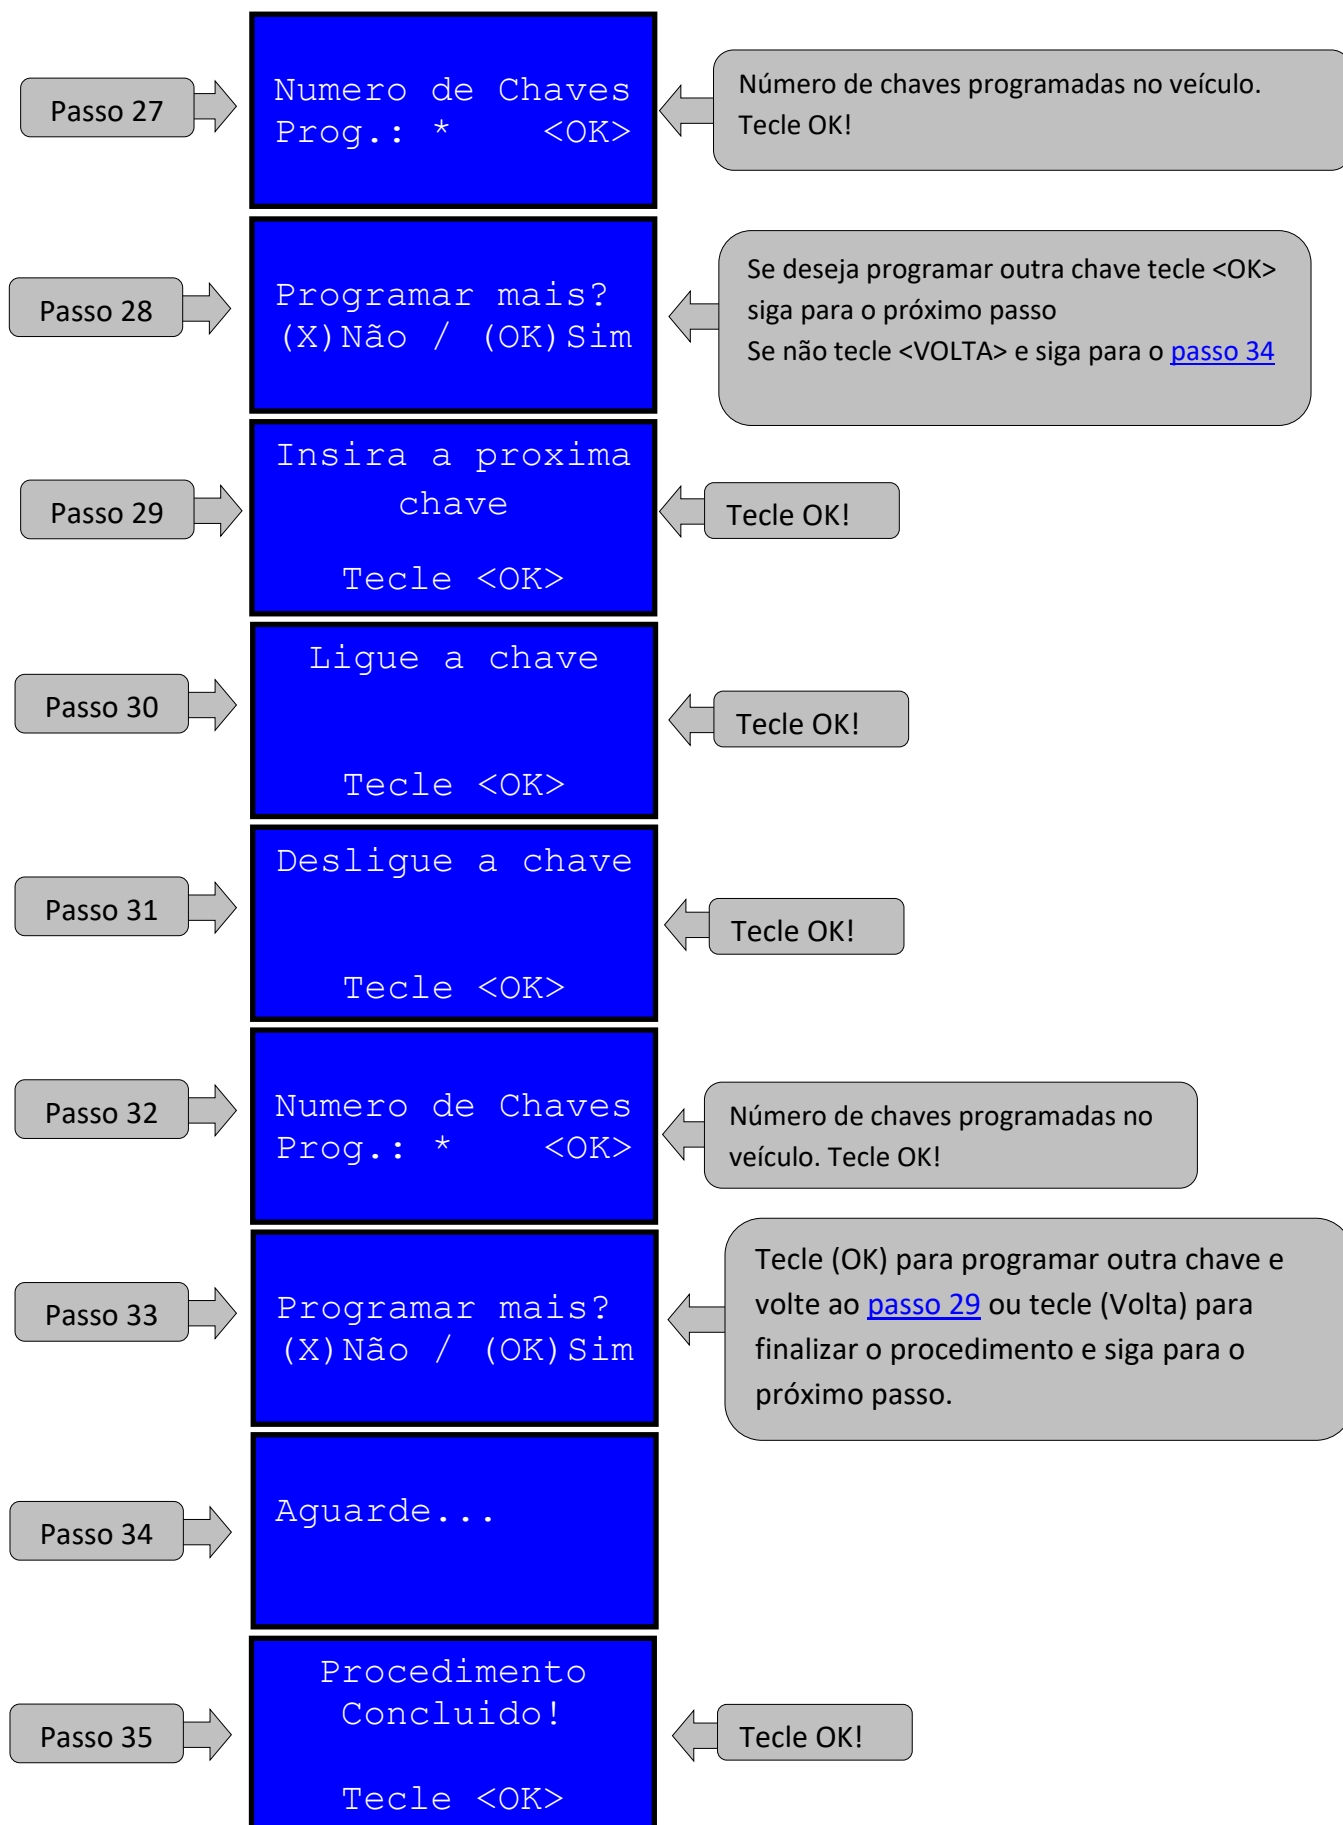 Passo 27
Numero de Chaves
Prog.: * <OK>
Número de chaves programadas no veículo.
Tecle OK!
Passo 28
Programar mais?
(X)Não / (OK)Sim
Se deseja programar outra chave tecle <OK>
siga para o próximo passo
Se não tecle <VOLTA> e siga para o passo 34
Passo 29
Insira a proxima
chave
Tecle <OK>
Tecle OK!
Passo 30
Ligue a chave
Tecle <OK>
Tecle OK!
Passo 31
Desligue a chave
Tecle <OK>
Tecle OK!
Passo 32
Numero de Chaves
Prog.: * <OK>
Número de chaves programadas no
veículo. Tecle OK!
Passo 33
Programar mais?
(X)Não / (OK)Sim
Tecle (OK) para programar outra chave e
volte ao passo 29 ou tecle (Volta) para
finalizar o procedimento e siga para o
próximo passo.
Passo 34
Aguarde...
Passo 35
Procedimento
Concluido!
Tecle <OK>
Tecle OK!